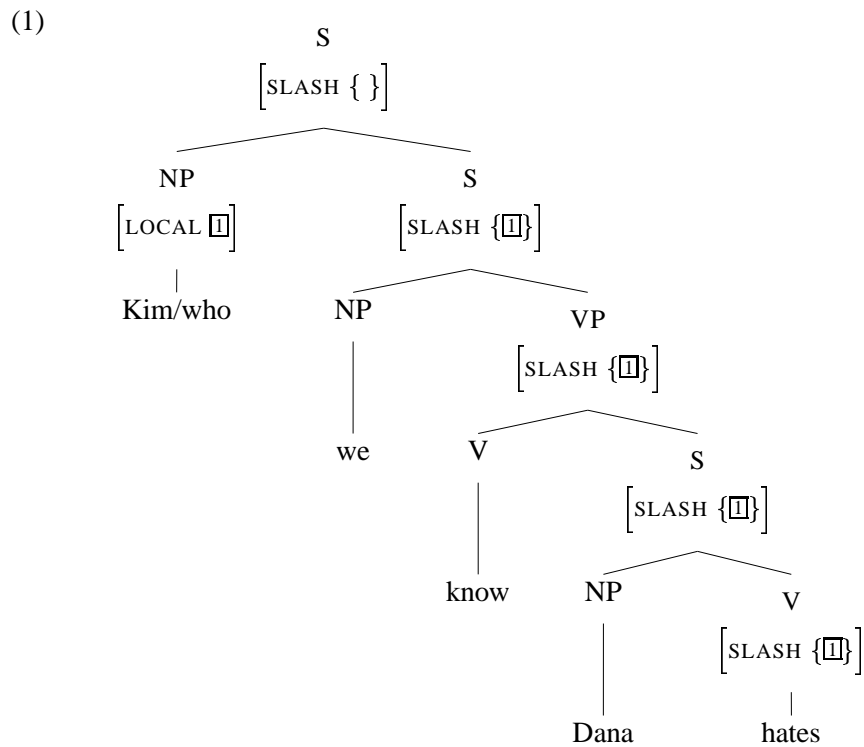 (1)
S
[SLASH { }]
NP S
[LOCAL 1] [SLASH {1}]
Kim/who NP VP
[SLASH {1}]
we V S
[SLASH {1}]
know NP V
[SLASH {1}]
Dana hates